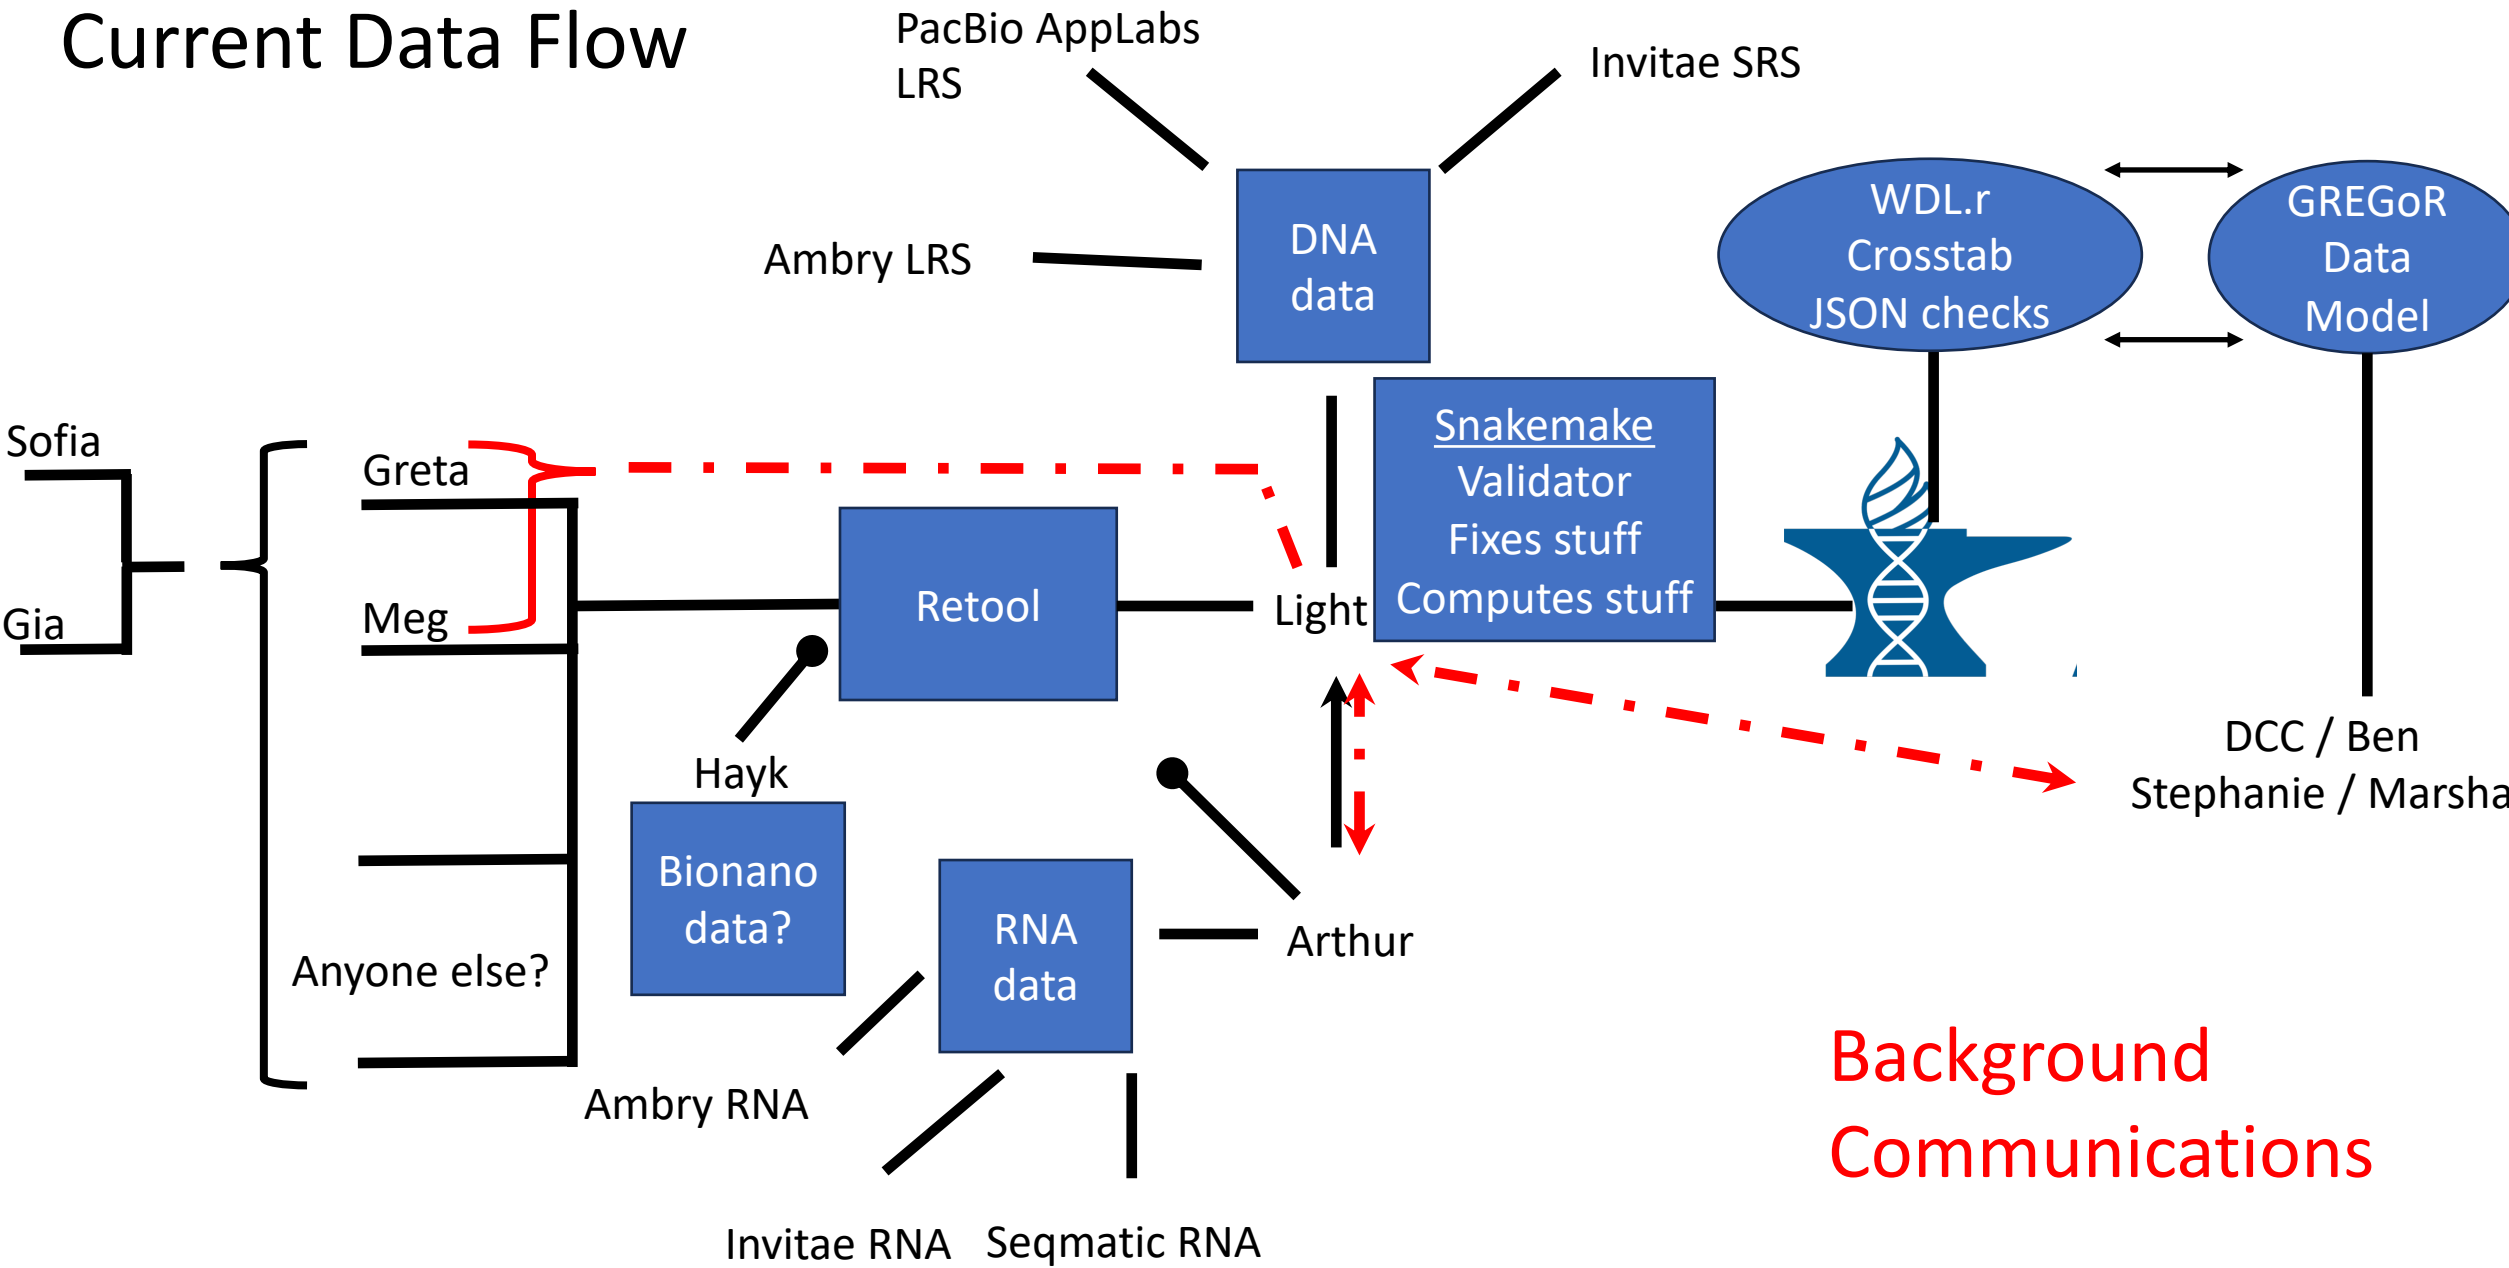 Current Data Flow
PacBio AppLabs
LRS
Invitae SRS
Ambry LRS
DNA
data
WDL.r
Crosstab
JSON checks
GREGoR
Data
Model
Sofia
Gia
Greta
Meg
Anyone else?
Retool
Light
Snakemake
Validator
Fixes stuff
Computes stuff
Hayk
Bionano
data?
RNA
data
Arthur
DCC / Ben
Stephanie / Marsha
Ambry RNA
Invitae RNA
Seqmatic RNA
Background
Communications